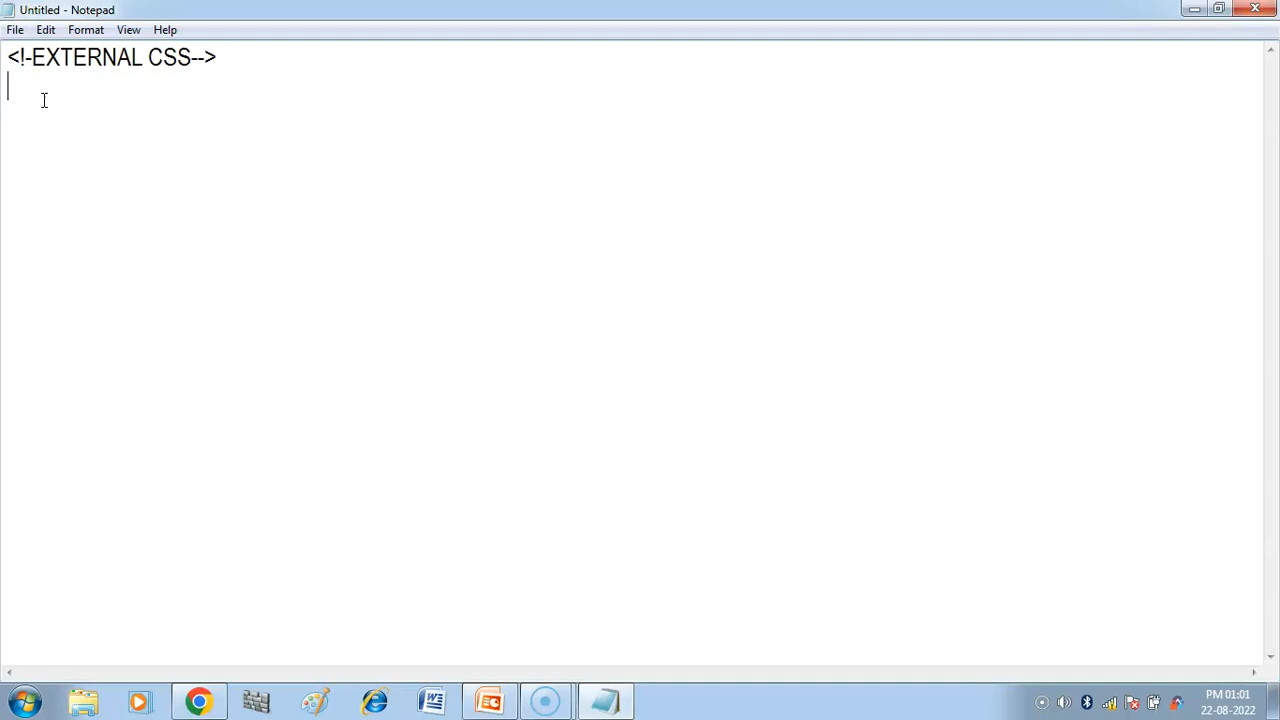 Untitled - Notepad
File Edit Format View Help
<!-EXTERNAL CSS-->
PM 01:01
22-08-2022